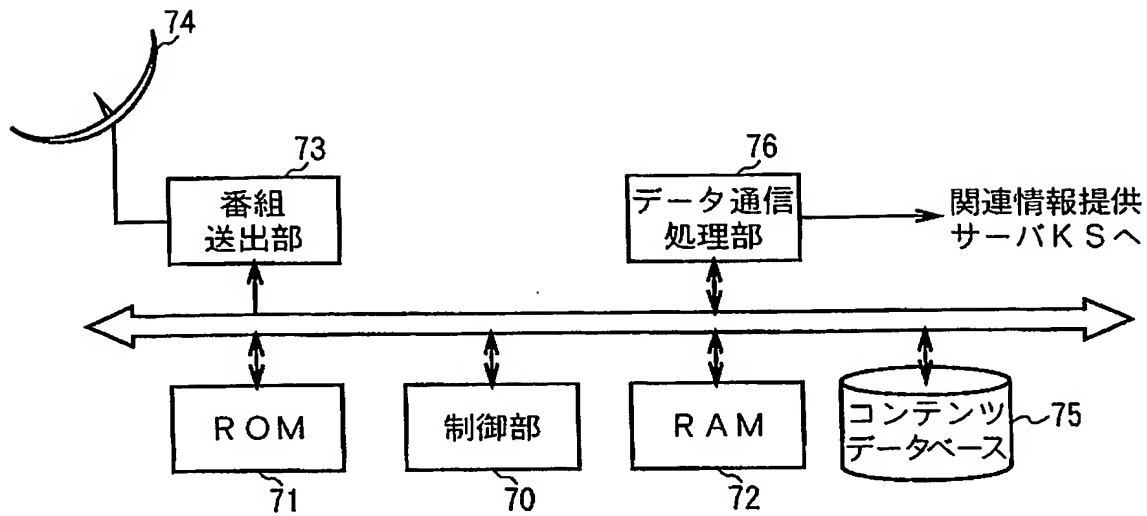 74
73
番組
送出部
76
データ通信
処理部
関連情報提供
サーバＫＳへ
ＲＯＭ
71
制御部
70
ＲＡＭ
72
コンテンツ
データベース
75